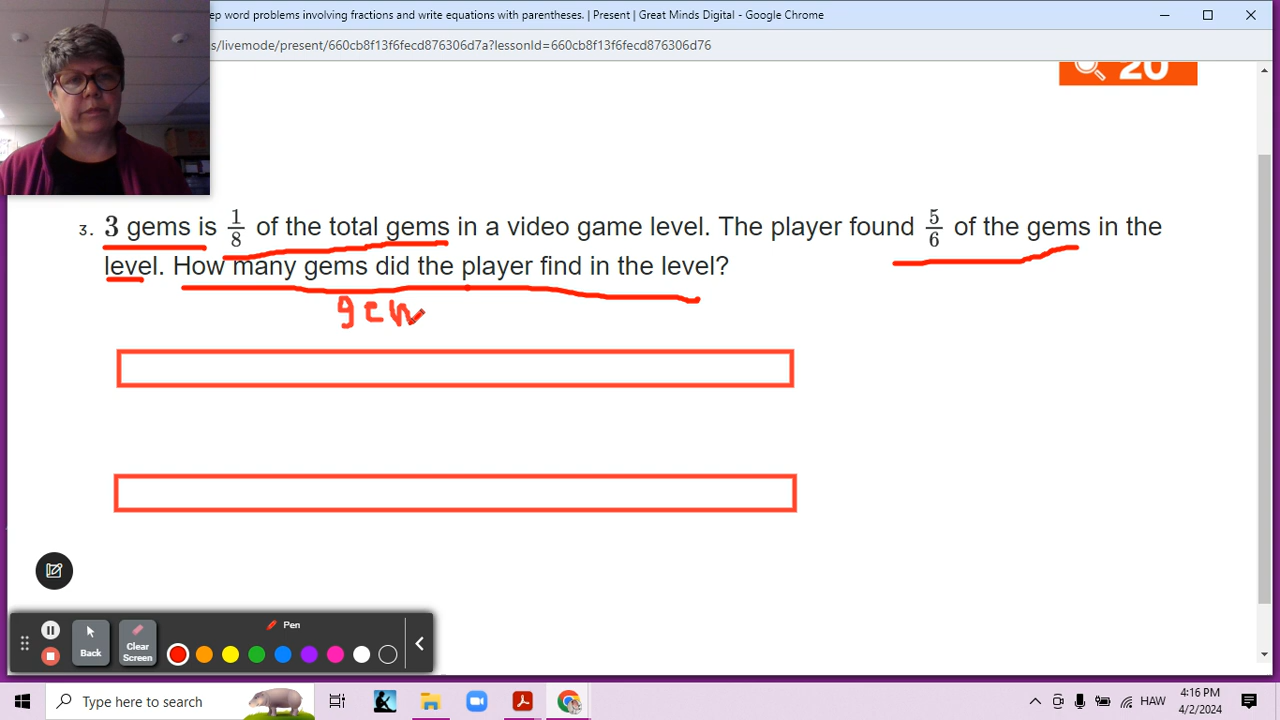 ep word problems involving fractions and write equations with parentheses. | Present | Great Minds Digital - Google Chrome
s/livemode/present/660cb8f13f6fecd876306d7a?lessonId=660cb8f13f6fecd876306d76
20
3. 3 gems is 1/8 of the total gems in a video game level. The player found 5/6 of the gems in the
level. How many gems did the player find in the level?
gem
Pen
Back
Clear
Screen
Type here to search
HAW
4:16 PM
4/2/2024